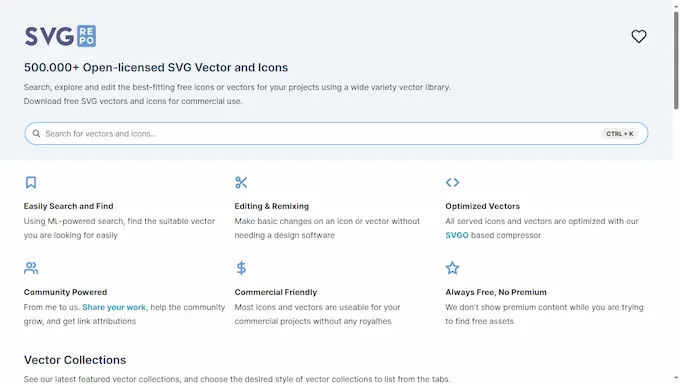 SVG REPO
500.000+ Open-licensed SVG Vector and Icons
Search, explore and edit the best-fitting free icons or vectors for your projects using a wide variety vector library.
Download free SVG vectors and icons for commercial use.
Search for vectors and icons...
CTRL + K
Easily Search and Find
Using ML-powered search, find the suitable vector
you are looking for easily
Editing & Remixing
Make basic changes on an icon or vector without
needing a design software
Optimized Vectors
All served icons and vectors are optimized with our
SVGO based compressor
Community Powered
From me to us. Share your work, help the community
grow, and get link attributions
Commercial Friendly
Most icons and vectors are useable for your
commercial projects without any royalties
Always Free, No Premium
We don't show premium content while you are trying
to find free assets
Vector Collections
See our latest featured vector collections, and choose the desired style of vector collections to list from the tabs.